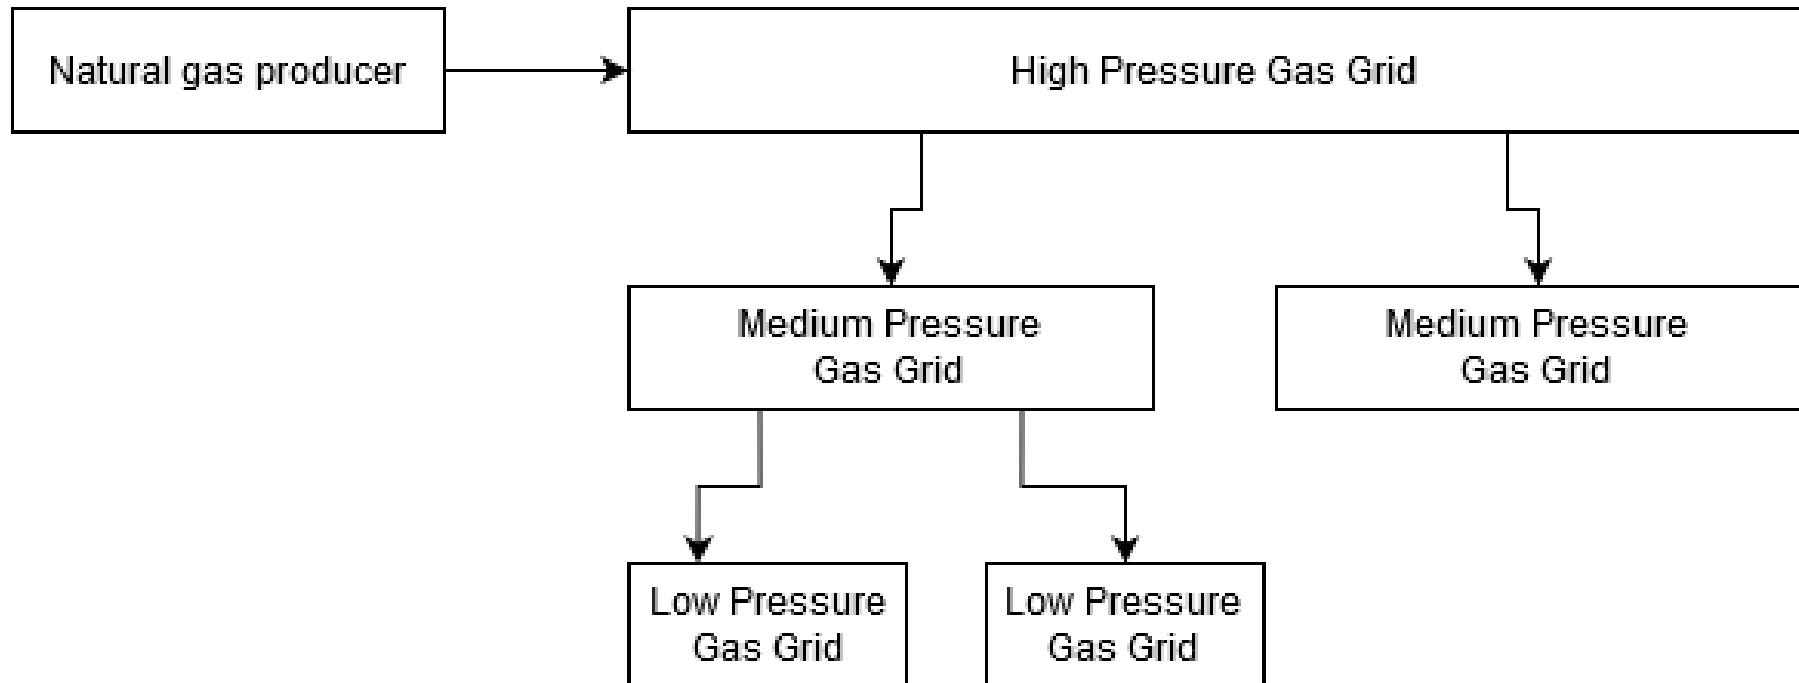 Natural gas producer
High Pressure Gas Grid
Medium Pressure
Gas Grid
Medium Pressure
Gas Grid
Low Pressure
Gas Grid
Low Pressure
Gas Grid